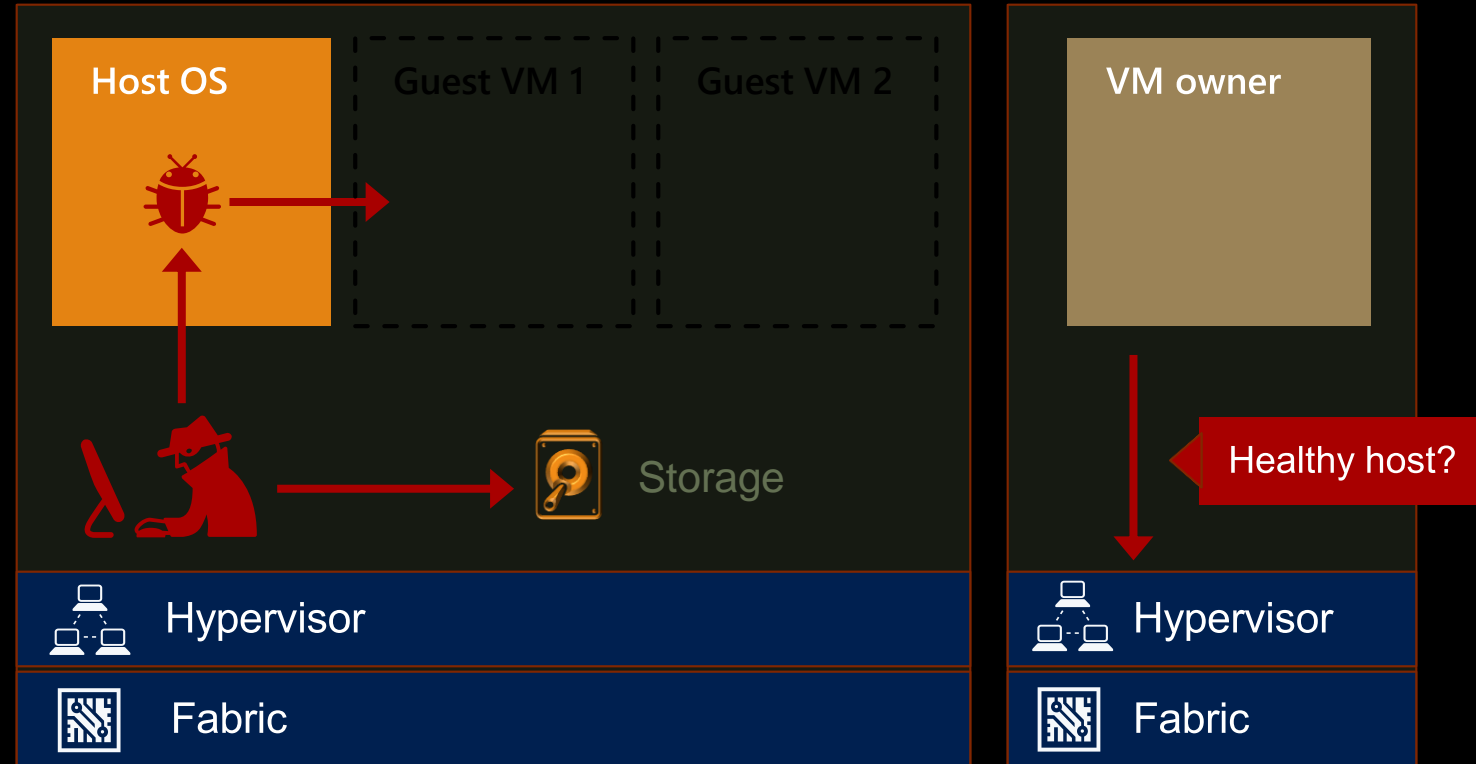 Host OS
Guest VM 1
Guest VM 2
VM owner
Storage
Healthy host?
Hypervisor
Hypervisor
Fabric
Fabric